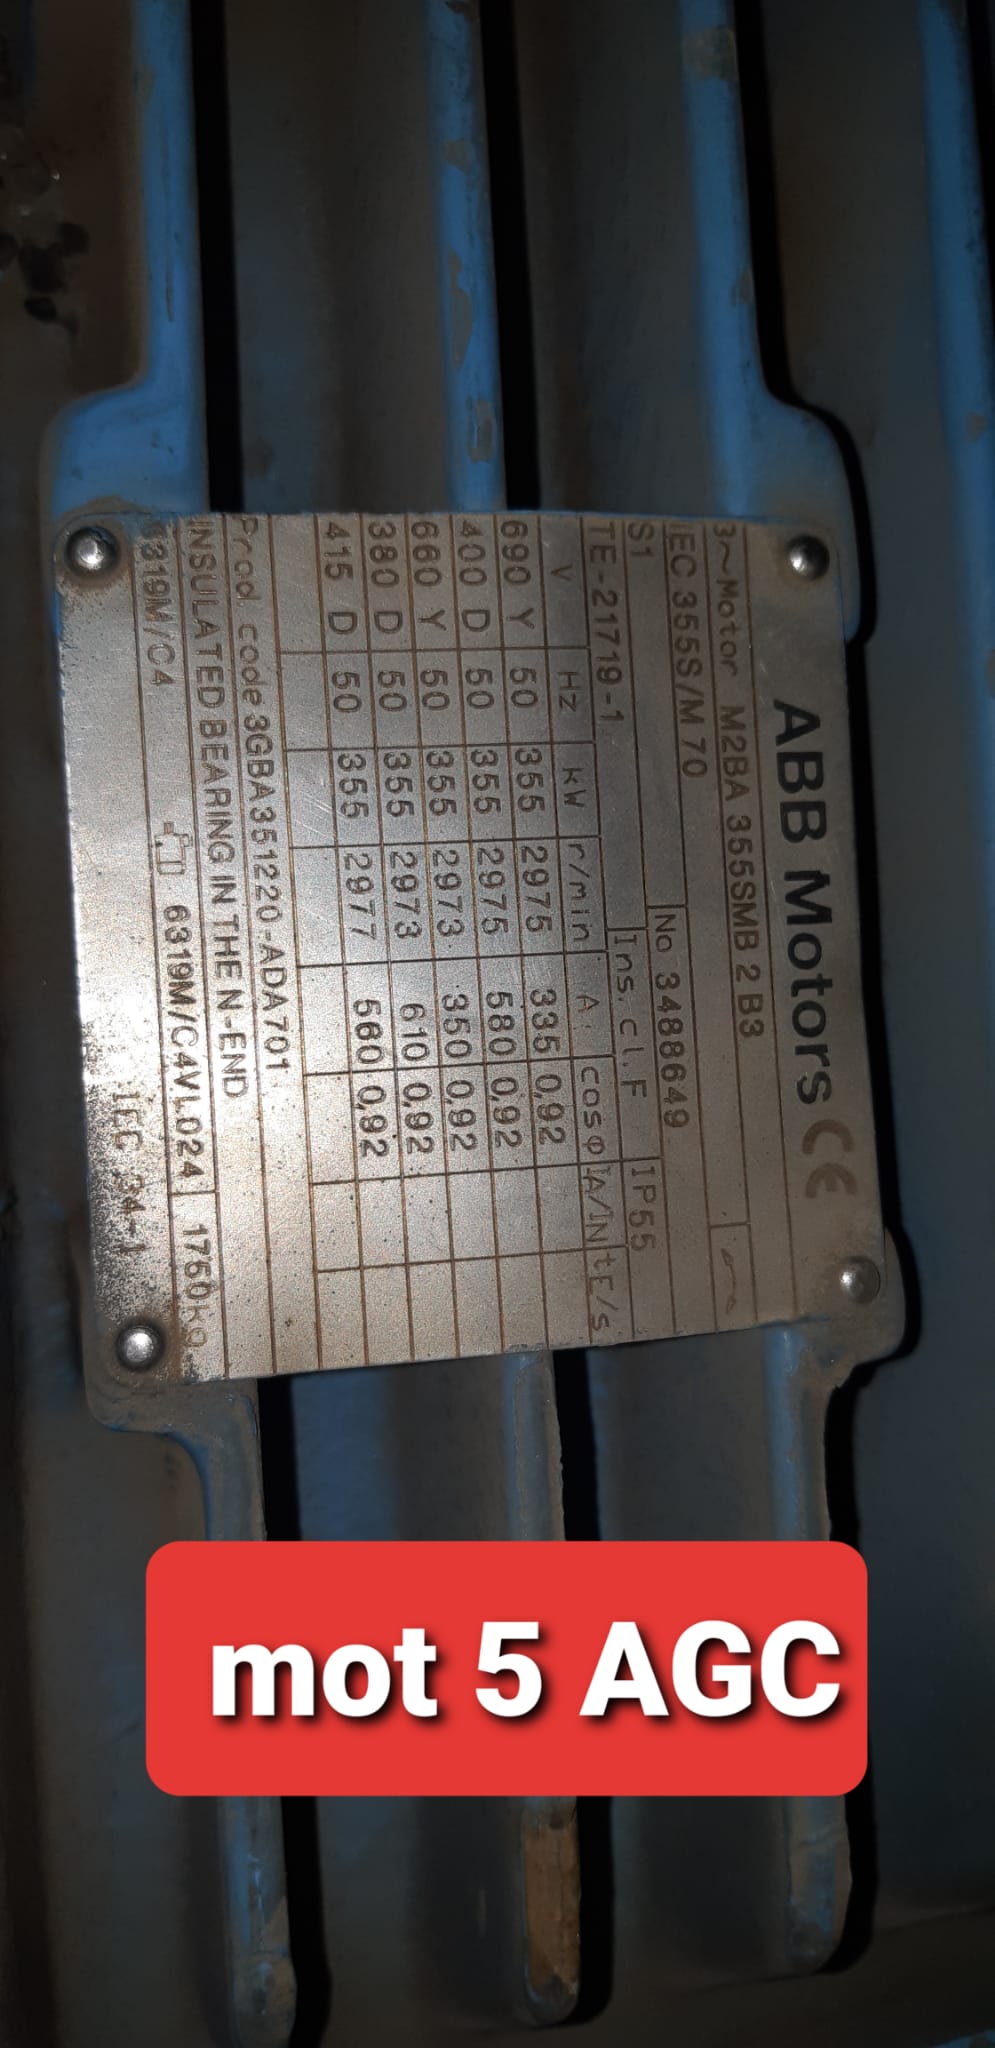 ABB Motors CE
3~Motor M2BA 355SMB 2 B3
IEC 355S/M 70
No 3488649
S1 Ins.cl.F IP55
TE-21719-1
V Hz kW r/min A cosφ IA/IN tE/s
690 Y 50 355 2975 335 0,92
400 D 50 355 2975 580 0,92
660 Y 50 355 2973 350 0,92
380 D 50 355 2973 610 0,92
415 D 50 355 2977 560 0,92
Prod. code 3GBA351220-ADA701
INSULATED BEARING IN THE N-END
6319M/C4 6319M/C4VL024 1750kg
IEC 34-1
mot 5 AGC